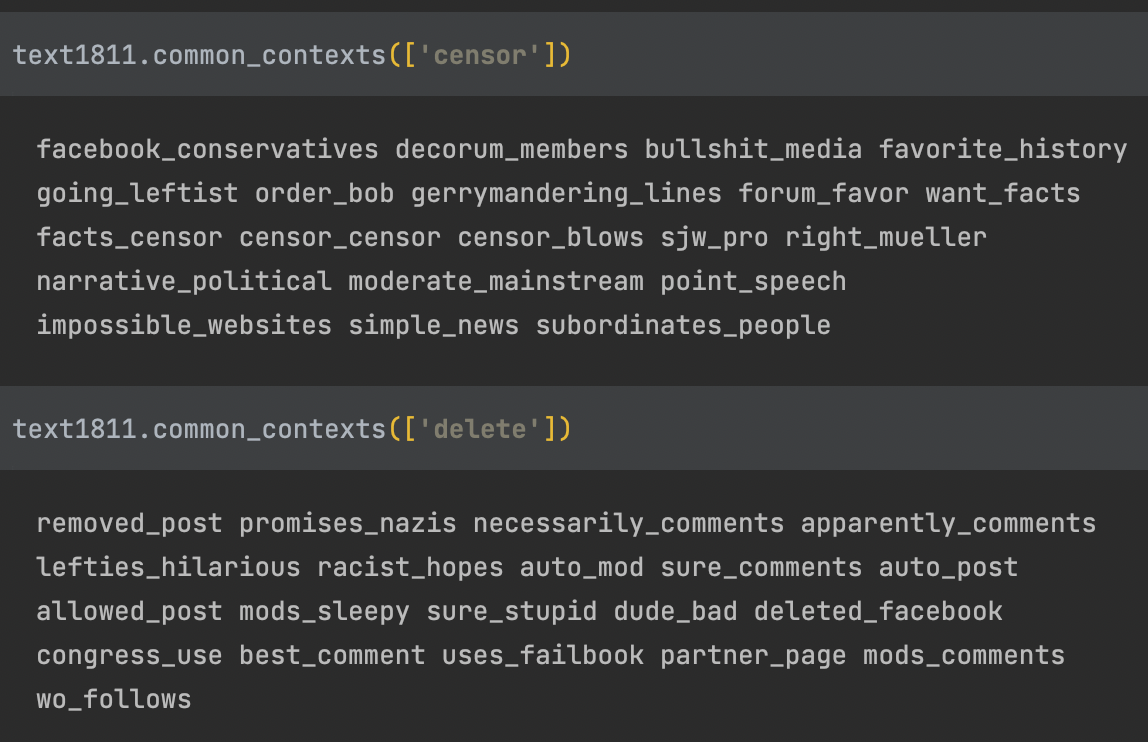 text1811.common_contexts(['censor'])
facebook_conservatives decorum_members bullshit_media favorite_history
going_leftist order_bob gerrymandering_lines forum_favor want_facts
facts_censor censor_censor censor_blows sjw_pro right_mueller
narrative_political moderate_mainstream point_speech
impossible_websites simple_news subordinates_people
text1811.common_contexts(['delete'])
removed_post promises_nazis necessarily_comments apparently_comments
lefties_hilarious racist_hopes auto_mod sure_comments auto_post
allowed_post mods_sleepy sure_stupid dude_bad deleted_facebook
congress_use best_comment uses_failbook partner_page mods_comments
wo_follows